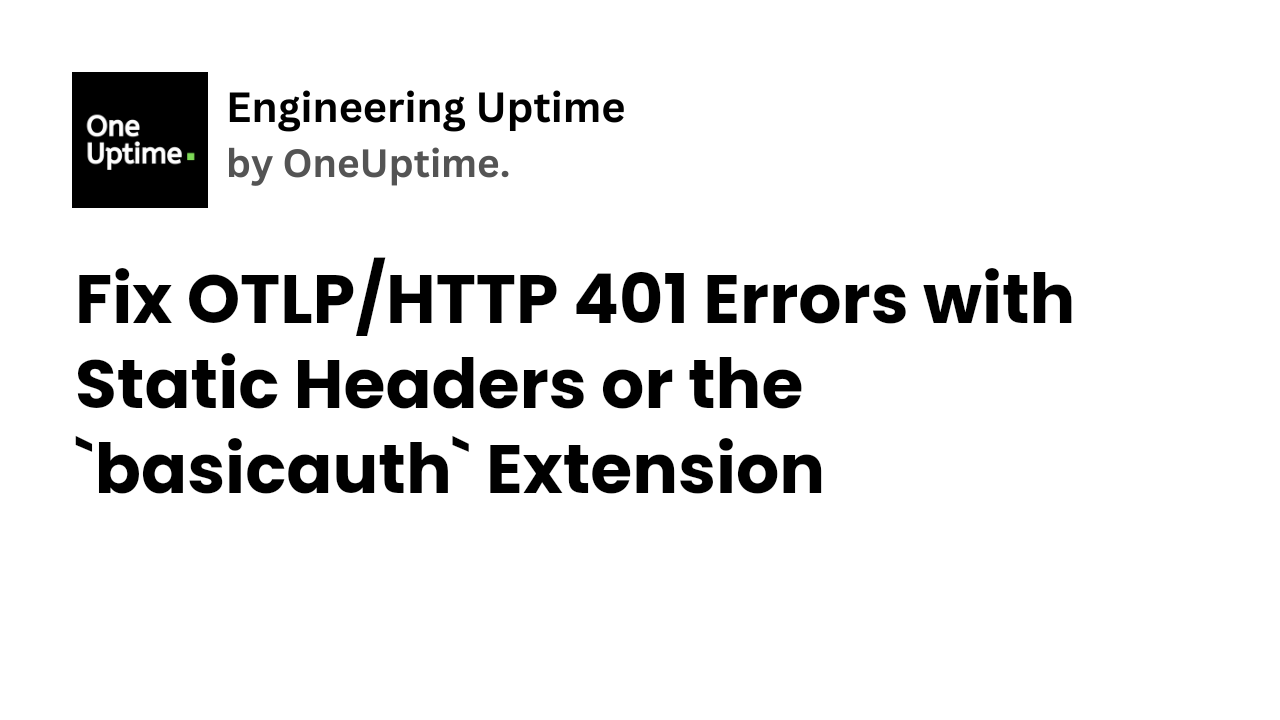 One
Uptime.
Engineering Uptime
by OneUptime.
Fix OTLP/HTTP 401 Errors with
Static Headers or the
`basicauth` Extension